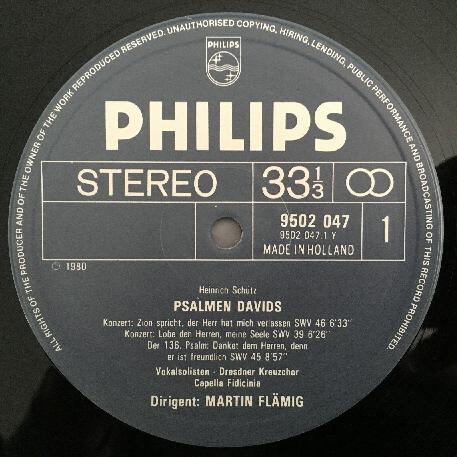 ALL RIGHTS OF THE PRODUCER AND OF THE OWNER OF THE WORK REPRODUCED RESERVED. UNAUTHORISED COPYING, HIRING, LENDING, PUBLIC PERFORMANCE AND BROADCASTING OF THIS RECORD PROHIBITED.
PHILIPS
PHILIPS
STEREO
33 1/3
9502 047
9502 047.1 Y
MADE IN HOLLAND
1
℗ 1980
Heinrich Schütz
PSALMEN DAVIDS
Konzert: Zion spricht, der Herr hat mich verlassen SWV 46 6'33"
Konzert: Lobe den Herren, meine Seele SWV 39 8'26"
Der 136. Psalm: Danket dem Herren, denn
er ist freundlich SWV 45 8'57"
Vokalsolisten - Dresdner Kreuzchor
Capella Fidicinia
Dirigent: MARTIN FLÄMIG